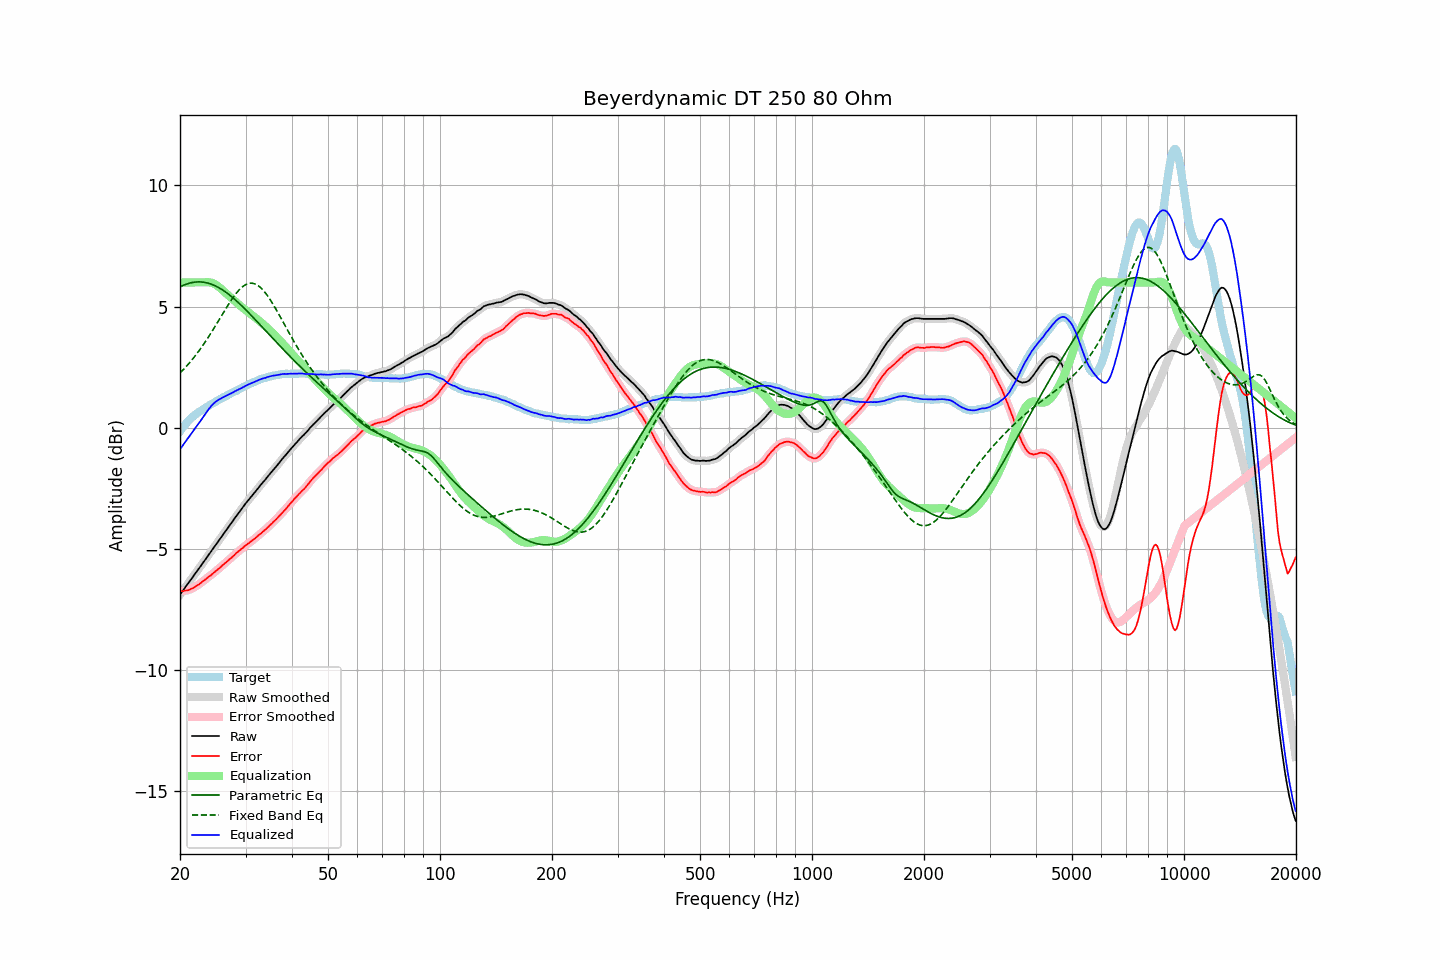 Beyerdynamic DT 250 80 Ohm
Amplitude (dBr)
10
5
0
−5
−10
−15
Target
Raw Smoothed
Error Smoothed
Raw
Error
Equalization
Parametric Eq
Fixed Band Eq
Equalized
20 50 100 200 500 1000 2000 5000 10000 20000
Frequency (Hz)